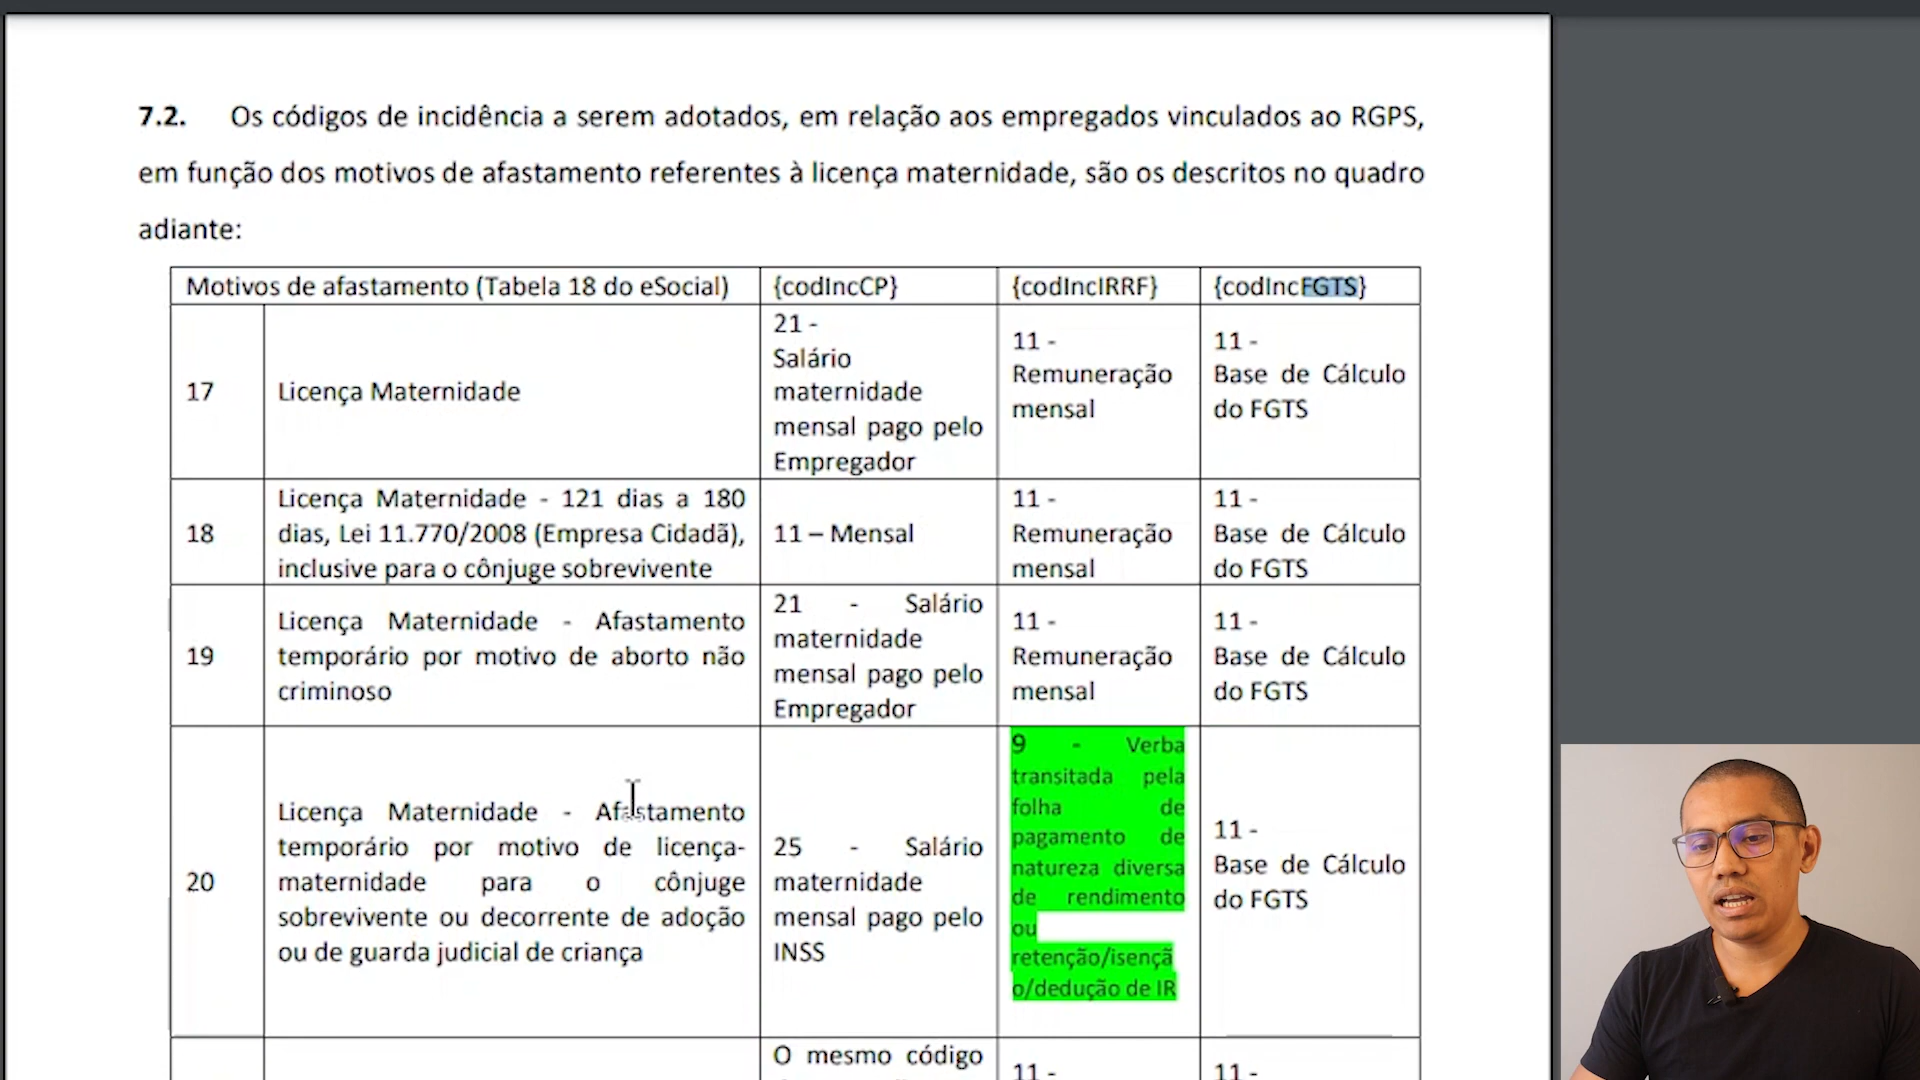 7.2. Os códigos de incidência a serem adotados, em relação aos empregados vinculados ao RGPS,
em função dos motivos de afastamento referentes à licença maternidade, são os descritos no quadro
adiante:
Motivos de afastamento (Tabela 18 do eSocial) {codIncCP} {codIncIRRF} {codIncFGTS}
17
Licença Maternidade
21 -
Salário
maternidade
mensal pago pelo
Empregador
11 -
Remuneração
mensal
11 -
Base de Cálculo
do FGTS
18
Licença Maternidade - 121 dias a 180
dias, Lei 11.770/2008 (Empresa Cidadã),
inclusive para o cônjuge sobrevivente
11 – Mensal
11 -
Remuneração
mensal
11 -
Base de Cálculo
do FGTS
19
Licença Maternidade - Afastamento
temporário por motivo de aborto não
criminoso
21 - Salário
maternidade
mensal pago pelo
Empregador
11 -
Remuneração
mensal
11 -
Base de Cálculo
do FGTS
20
Licença Maternidade - Afastamento
temporário por motivo de licença-
maternidade para o cônjuge
sobrevivente ou decorrente de adoção
ou de guarda judicial de criança
25 - Salário
maternidade
mensal pago pelo
INSS
9 - Verba
transitada pela
folha de
pagamento de
natureza diversa
de rendimento
ou
retenção/isençã
o/dedução de IR
11 -
Base de Cálculo
do FGTS
O mesmo código
11 -
11 -